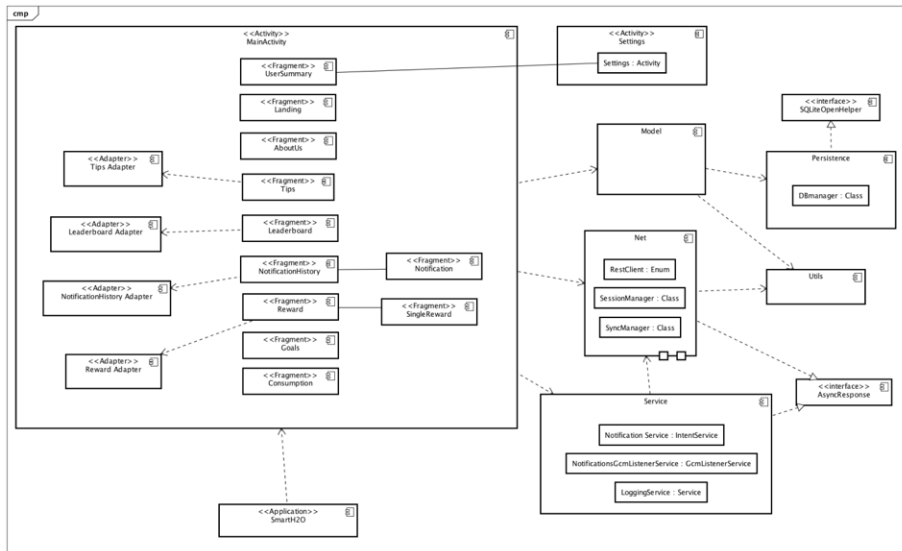 cmp
<<Activity>>
MainActivity
<<Fragment>>
UserSummary
<<Fragment>>
Landing
<<Fragment>>
AboutUs
<<Adapter>>
Tips Adapter
<<Fragment>>
Tips
<<Adapter>>
Leaderboard Adapter
<<Fragment>>
Leaderboard
<<Adapter>>
NotificationHistory Adapter
<<Fragment>>
NotificationHistory
<<Fragment>>
Notification
<<Fragment>>
Reward
<<Fragment>>
SingleReward
<<Adapter>>
Reward Adapter
<<Fragment>>
Goals
<<Fragment>>
Consumption
<<Application>>
SmartH2O
<<Activity>>
Settings
Settings : Activity
Model
<<interface>>
SQLiteOpenHelper
Persistence
DBmanager : Class
Net
RestClient : Enum
SessionManager : Class
SyncManager : Class
Utils
<<interface>>
AsyncResponse
Service
Notification Service : IntentService
NotificationsGcmListenerService : GcmListenerService
LoggingService : Service